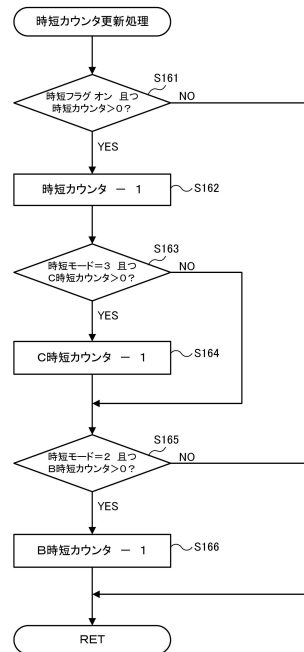 時短カウンタ更新処理
S161
時短フラグ オン 且つ
時短カウンタ>0?
NO
YES
時短カウンタ － 1
S162
S163
時短モード=3 且つ
C時短カウンタ>0?
NO
YES
C時短カウンタ － 1
S164
S165
時短モード=2 且つ
B時短カウンタ>0?
NO
YES
B時短カウンタ － 1
S166
RET